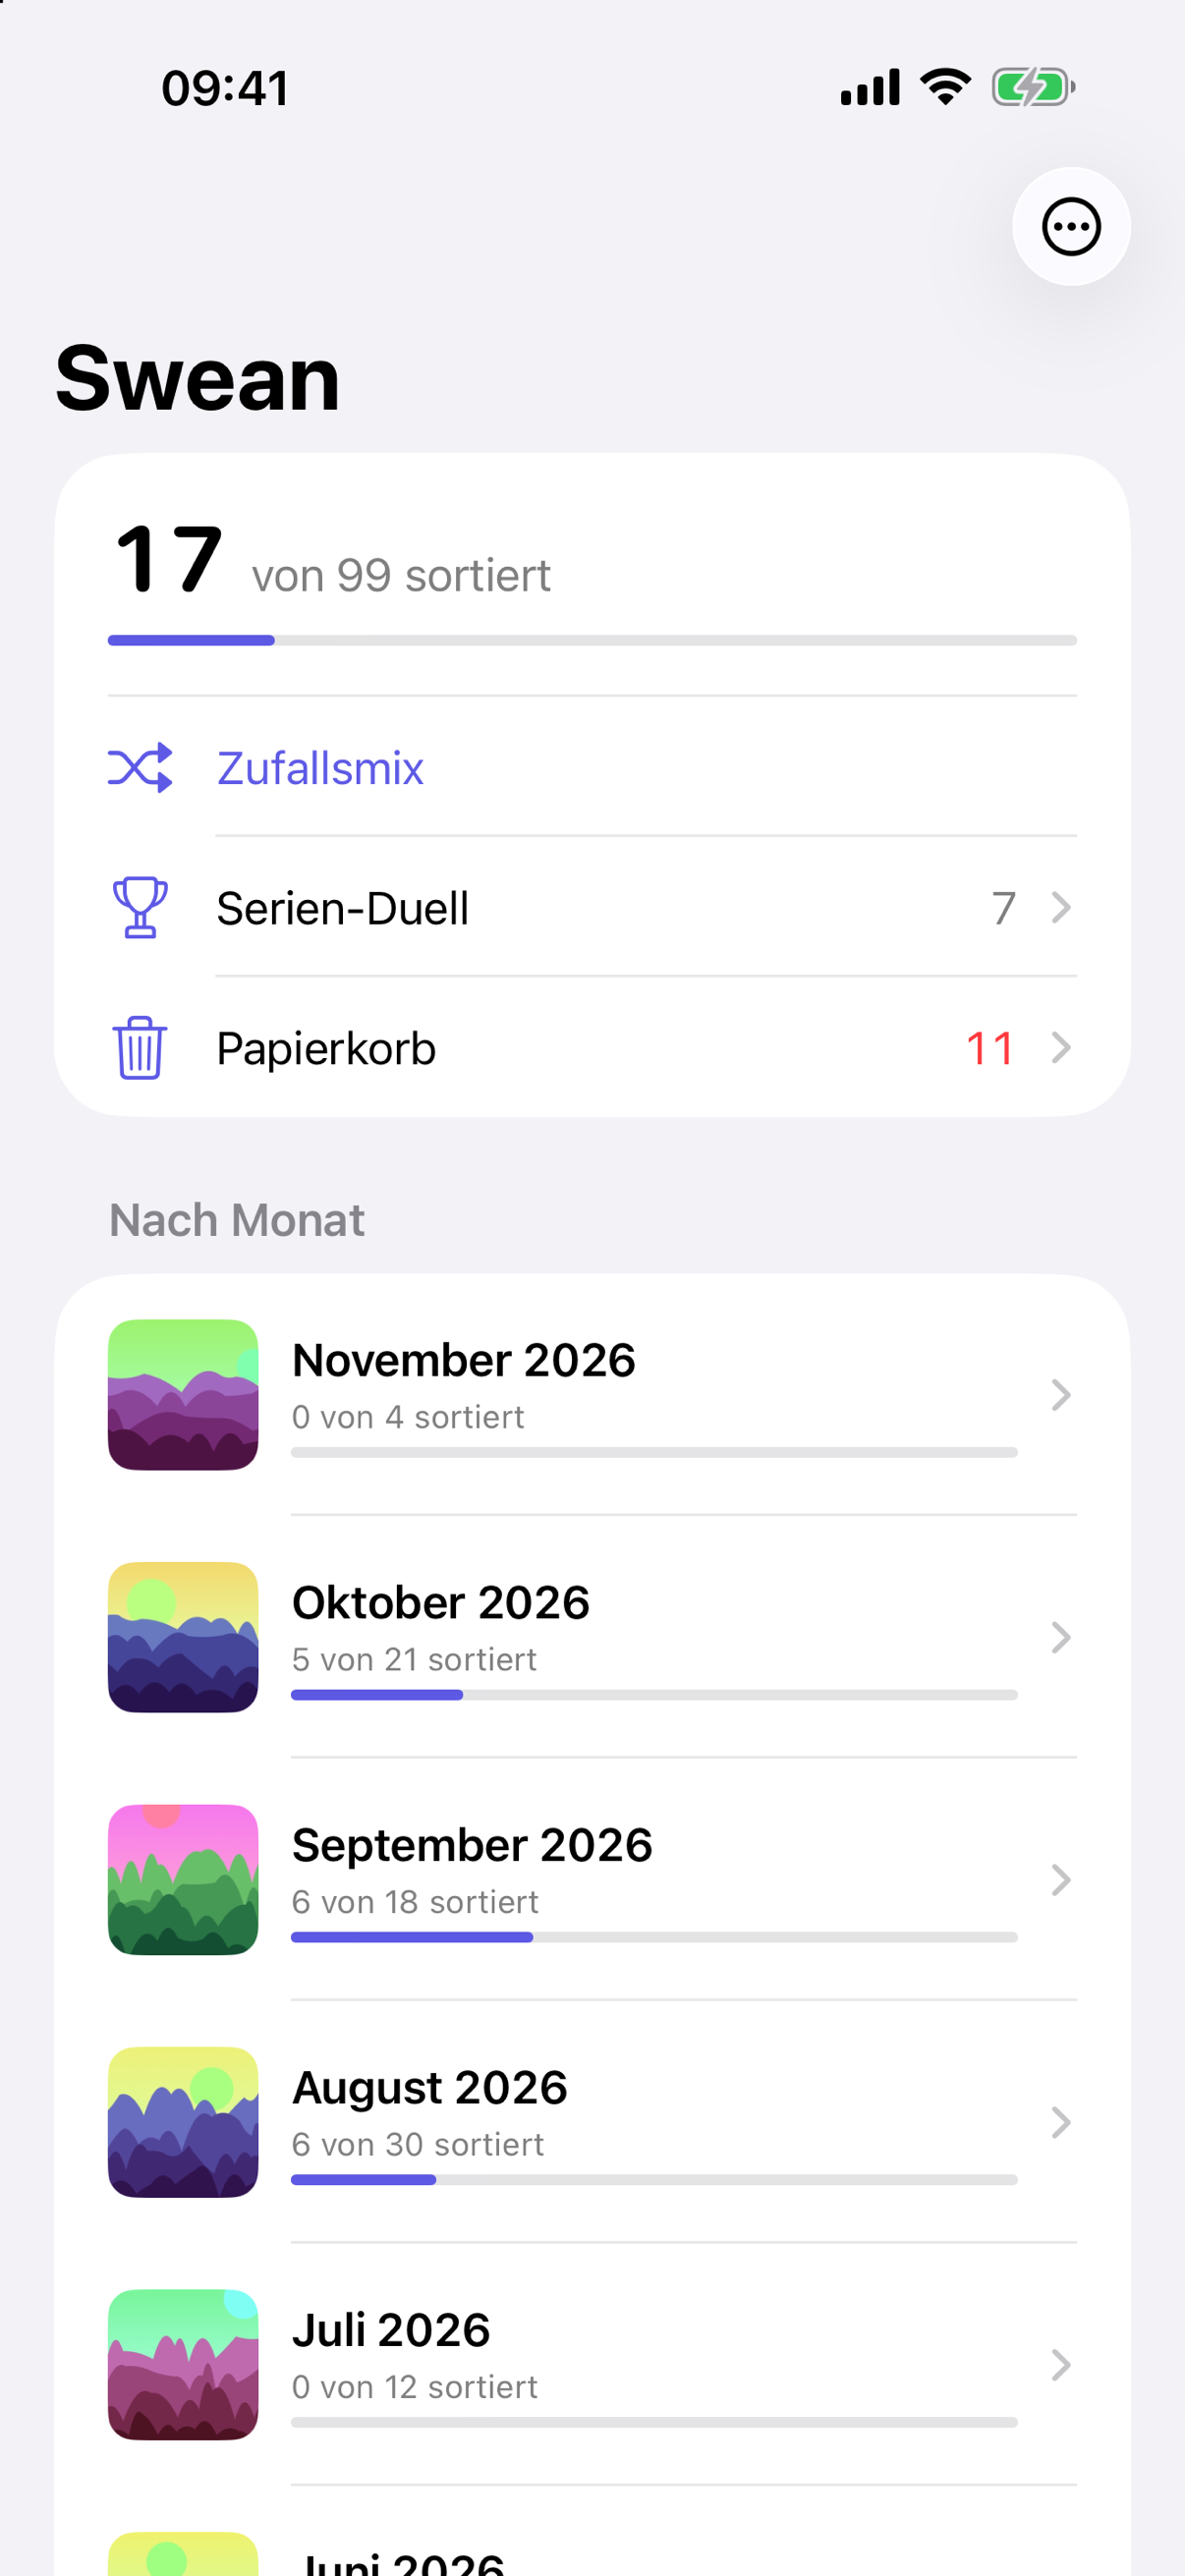 09:41
Swean
17 von 99 sortiert
Zufallsmix
Serien-Duell 7
Papierkorb 11
Nach Monat
November 2026
0 von 4 sortiert
Oktober 2026
5 von 21 sortiert
September 2026
6 von 18 sortiert
August 2026
6 von 30 sortiert
Juli 2026
0 von 12 sortiert
Juni 2026